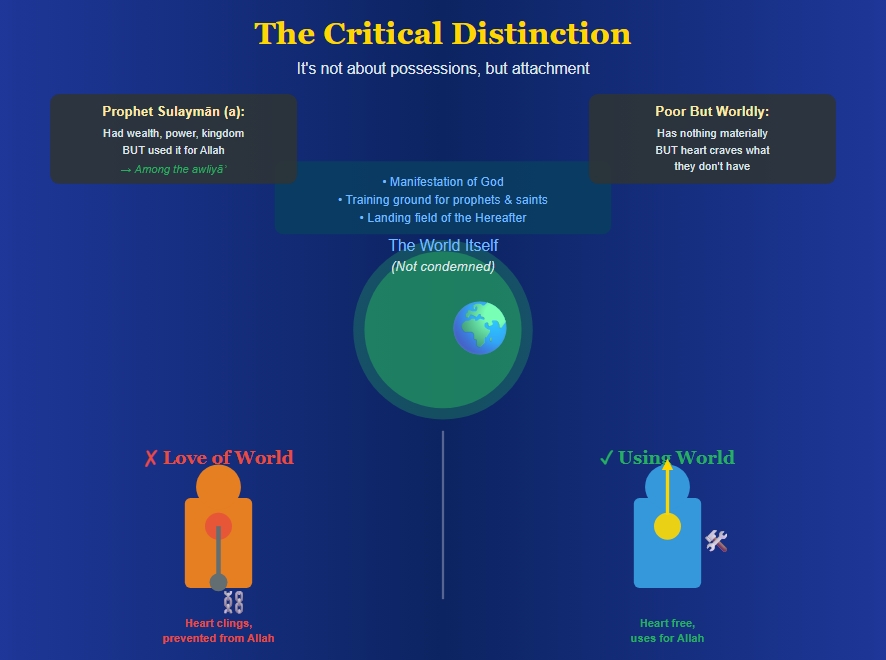 The Critical Distinction
It's not about possessions, but attachment
Prophet Sulaymān (a):
Had wealth, power, kingdom
BUT used it for Allah
→ Among the awliyāʾ
Poor But Worldly:
Has nothing materially
BUT heart craves what
they don't have
• Manifestation of God
• Training ground for prophets & saints
• Landing field of the Hereafter
The World Itself
(Not condemned)
✗ Love of World
✓ Using World
Heart clings,
prevented from Allah
Heart free,
uses for Allah